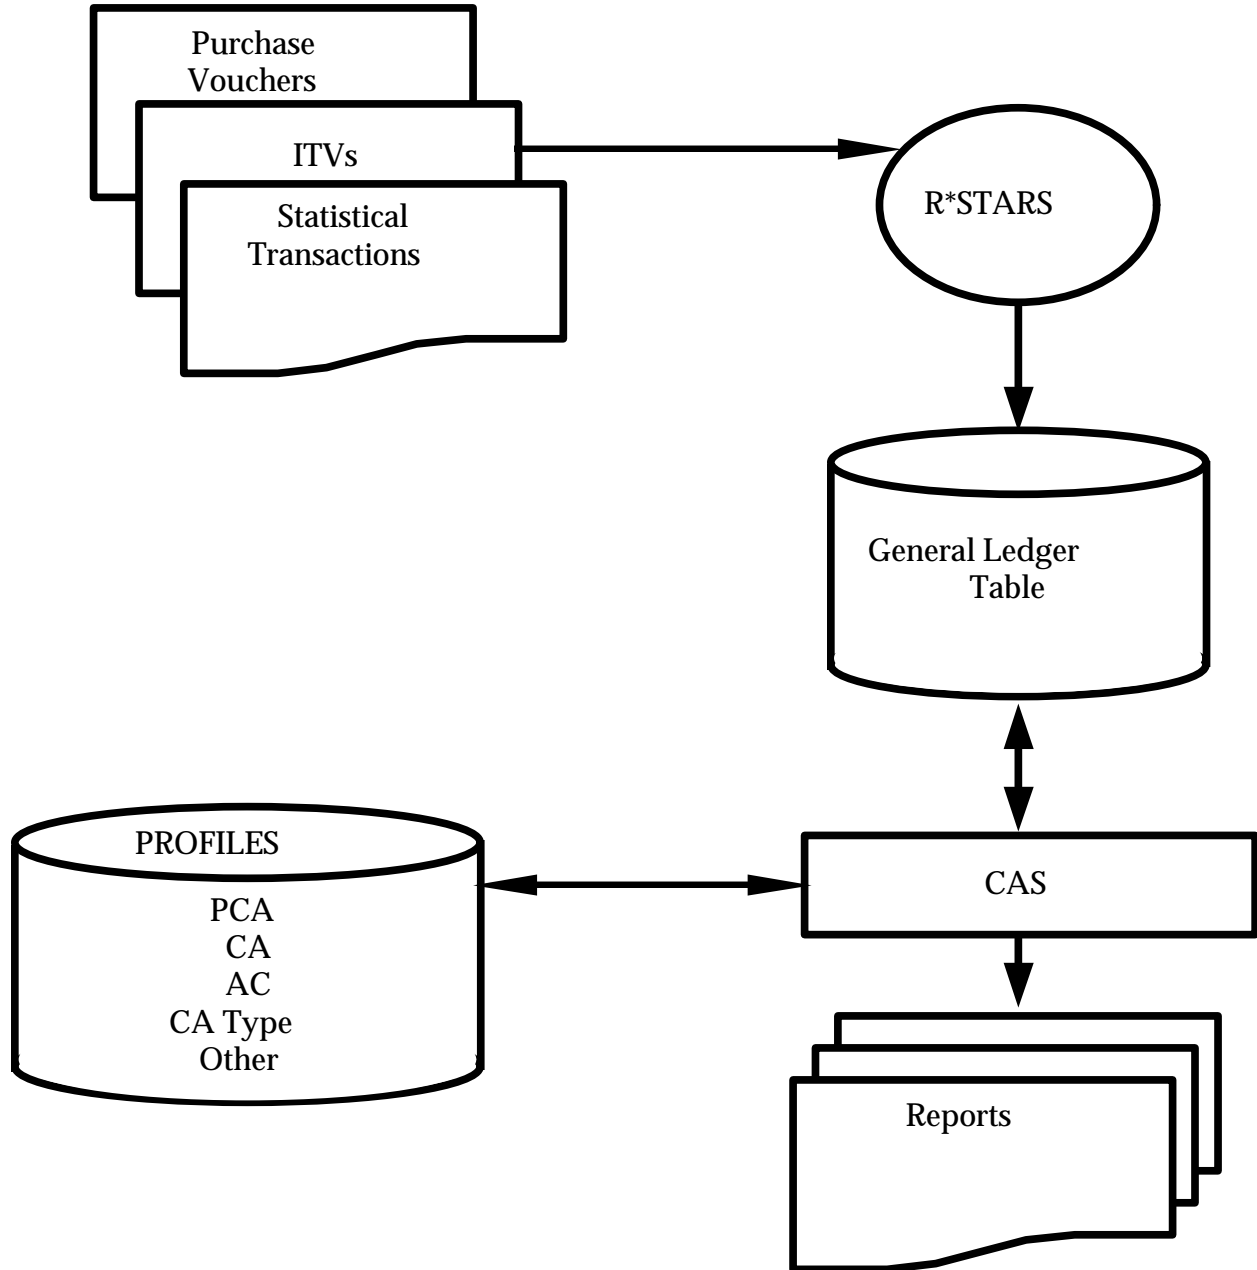 Purchase
Vouchers
ITVs
Statistical
Transactions
R*STARS
General Ledger
Table
PROFILES
PCA
CA
AC
CA Type
Other
CAS
Reports